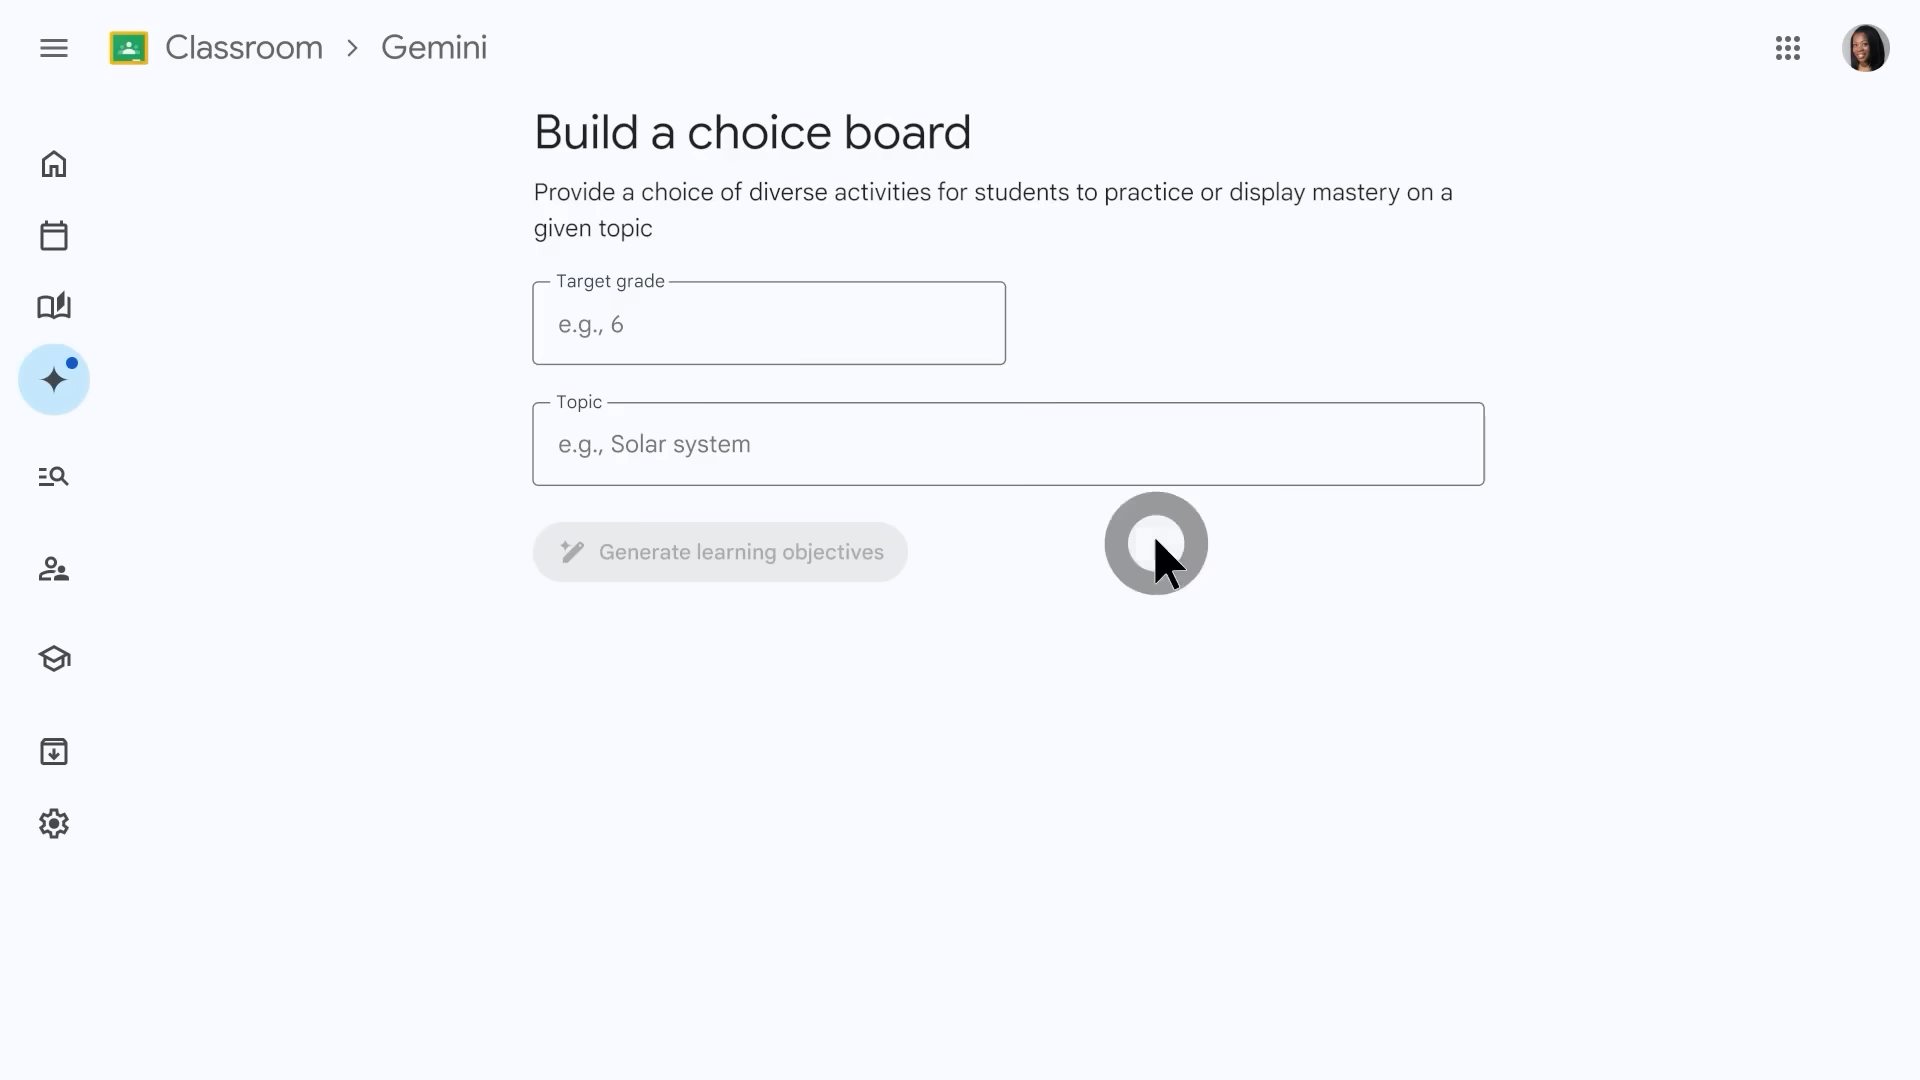 Classroom > Gemini
Build a choice board
Provide a choice of diverse activities for students to practice or display mastery on a
given topic
Target grade
e.g., 6
Topic
e.g., Solar system
Generate learning objectives